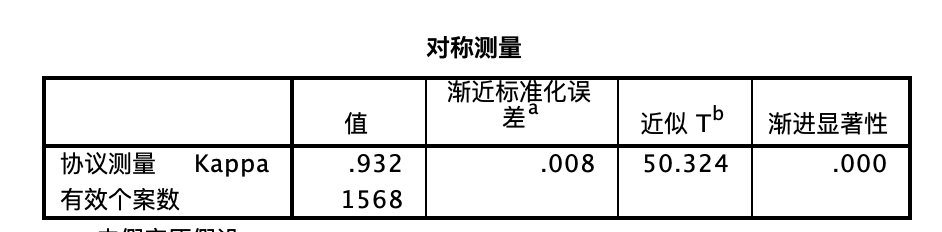 对称测量
值 渐近标准化误差a 近似 Tb 渐进显著性
协议测量 Kappa .932 .008 50.324 .000
有效个案数 1568